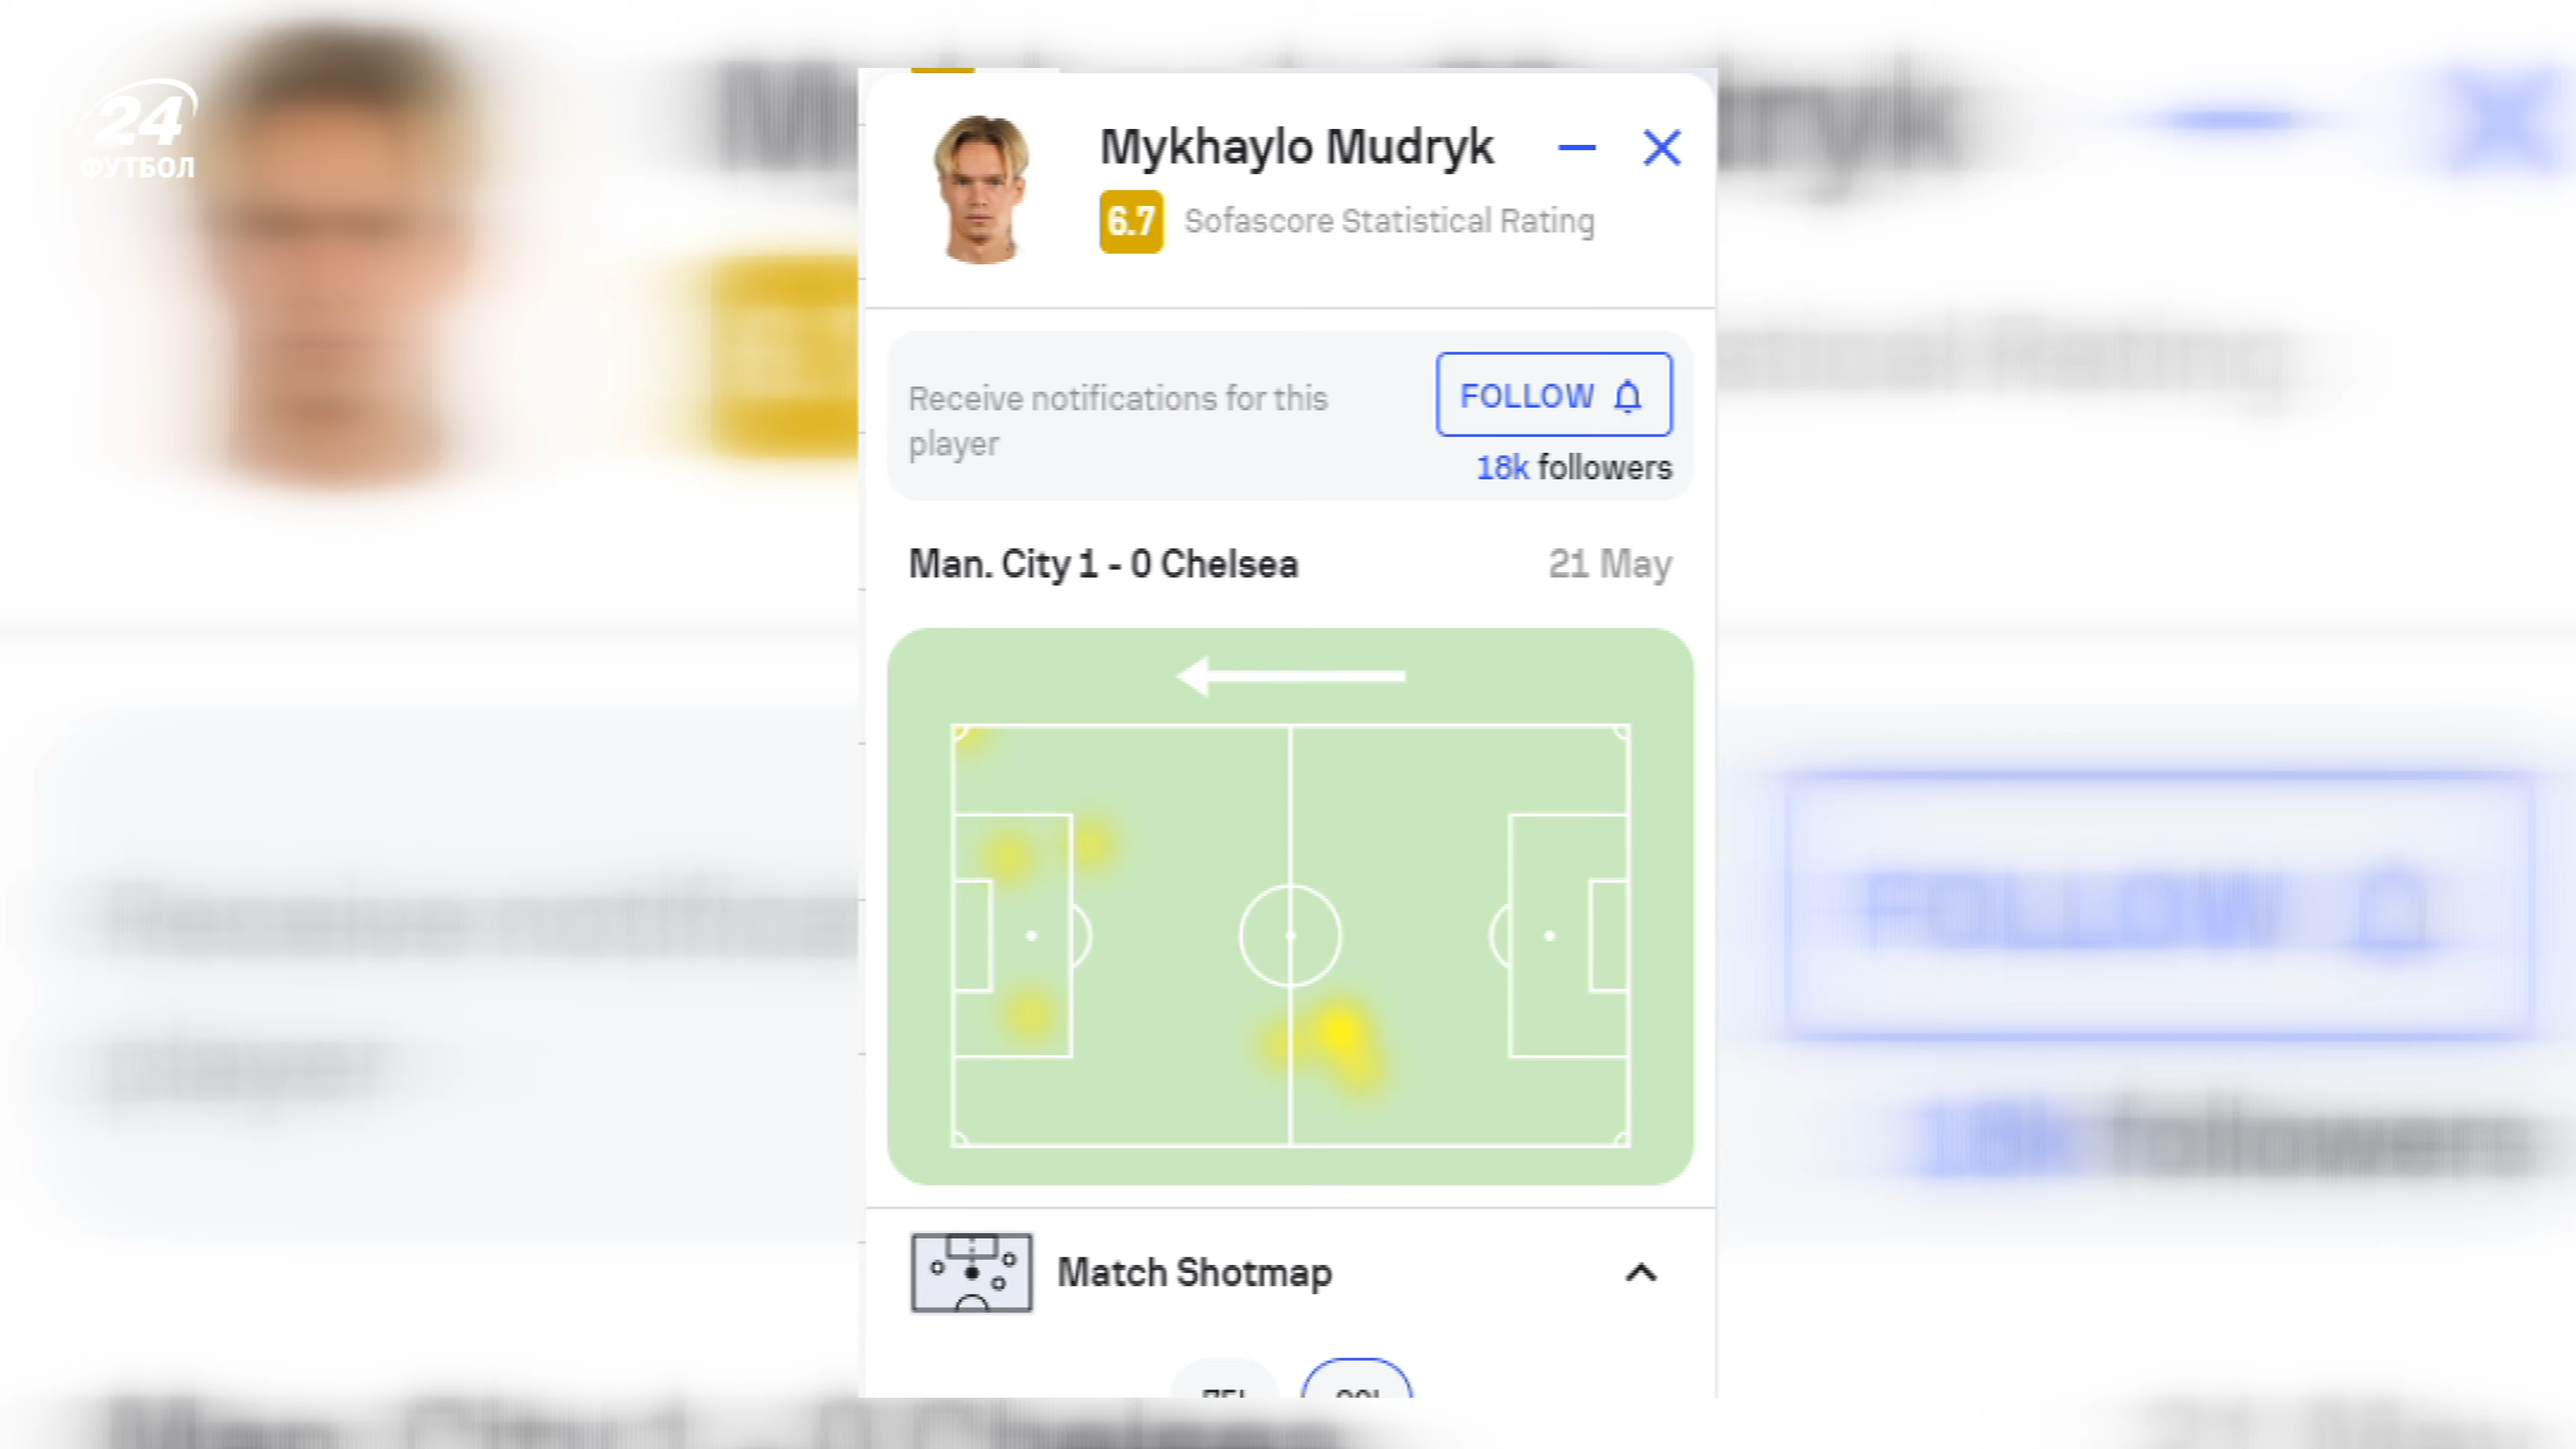 24
ФУТБОЛ
Mykhaylo Mudryk
6.7 Sofascore Statistical Rating
Receive notifications for this
player
FOLLOW
18k followers
Man. City 1 - 0 Chelsea 21 May
Match Shotmap